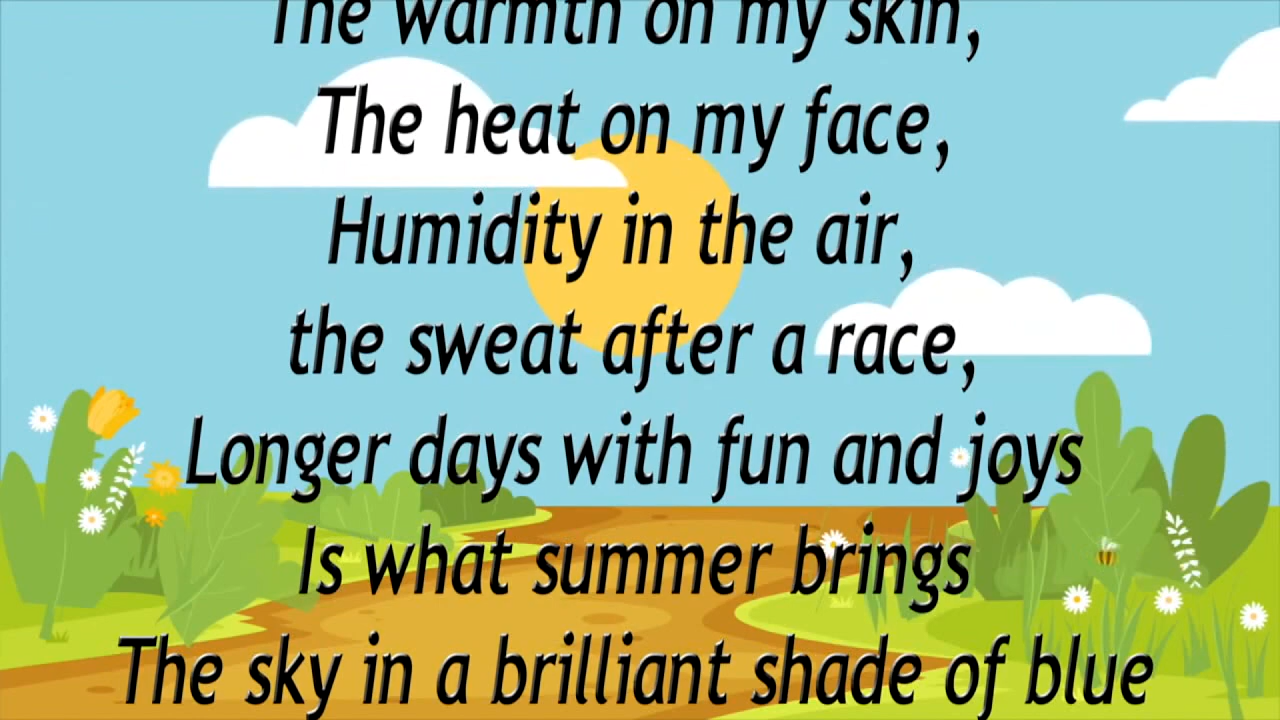 The warmth on my skin,
The heat on my face,
Humidity in the air,
the sweat after a race,
Longer days with fun and joys
Is what summer brings
The sky in a brilliant shade of blue